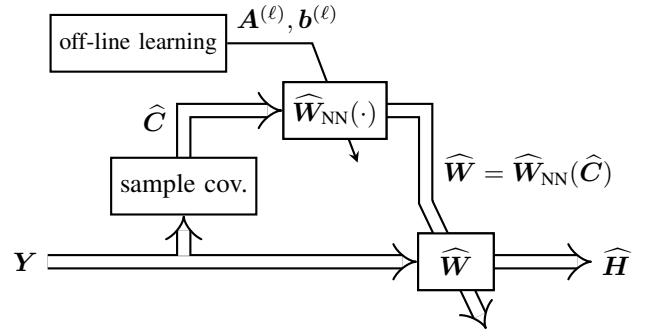 off-line learning
A^{(ℓ)}, b^{(ℓ)}
Ĉ
Ŵ_NN(·)
sample cov.
Ŵ = Ŵ_NN(Ĉ)
Y
Ŵ
Ĥ